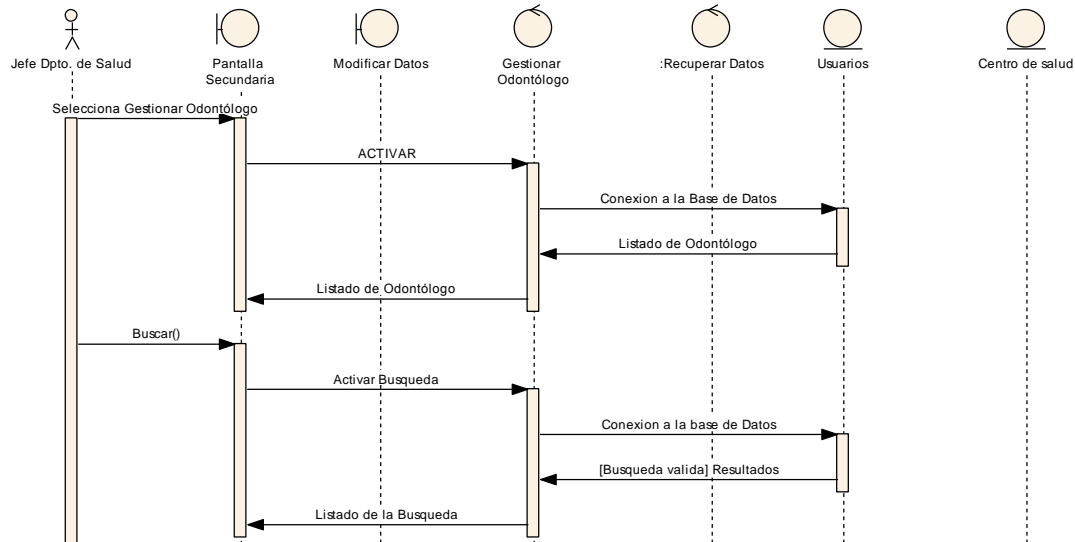 Jefe Dpto. de Salud
Pantalla
Secundaria
Modificar Datos
Gestionar
Odontólogo
:Recuperar Datos
Usuarios
Centro de salud
Selecciona Gestionar Odontólogo
ACTIVAR
Conexion a la Base de Datos
Listado de Odontólogo
Listado de Odontólogo
Buscar()
Activar Busqueda
Conexion a la base de Datos
[Busqueda valida] Resultados
Listado de la Busqueda